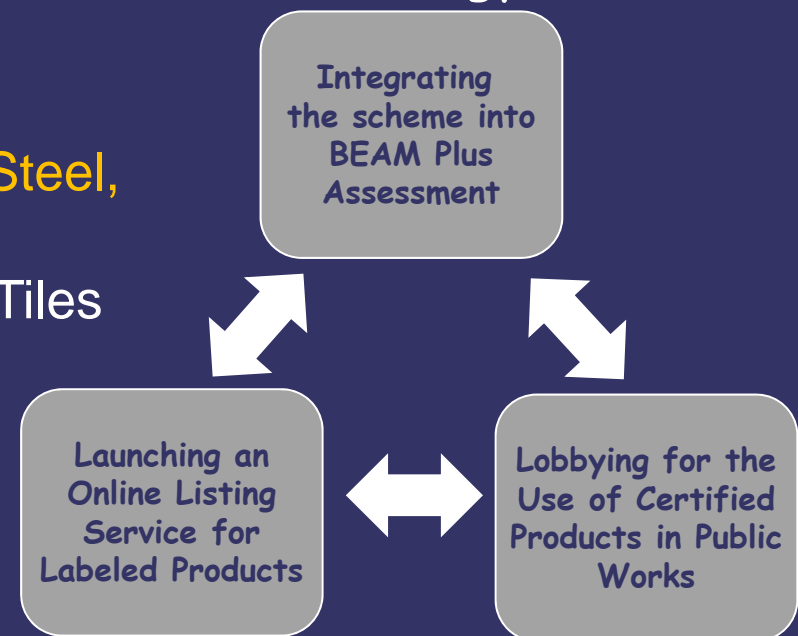 Integrating
the scheme into
BEAM Plus
Assessment
Steel,
Tiles
Launching an
Online Listing
Service for
Labeled Products
Lobbying for the
Use of Certified
Products in Public
Works